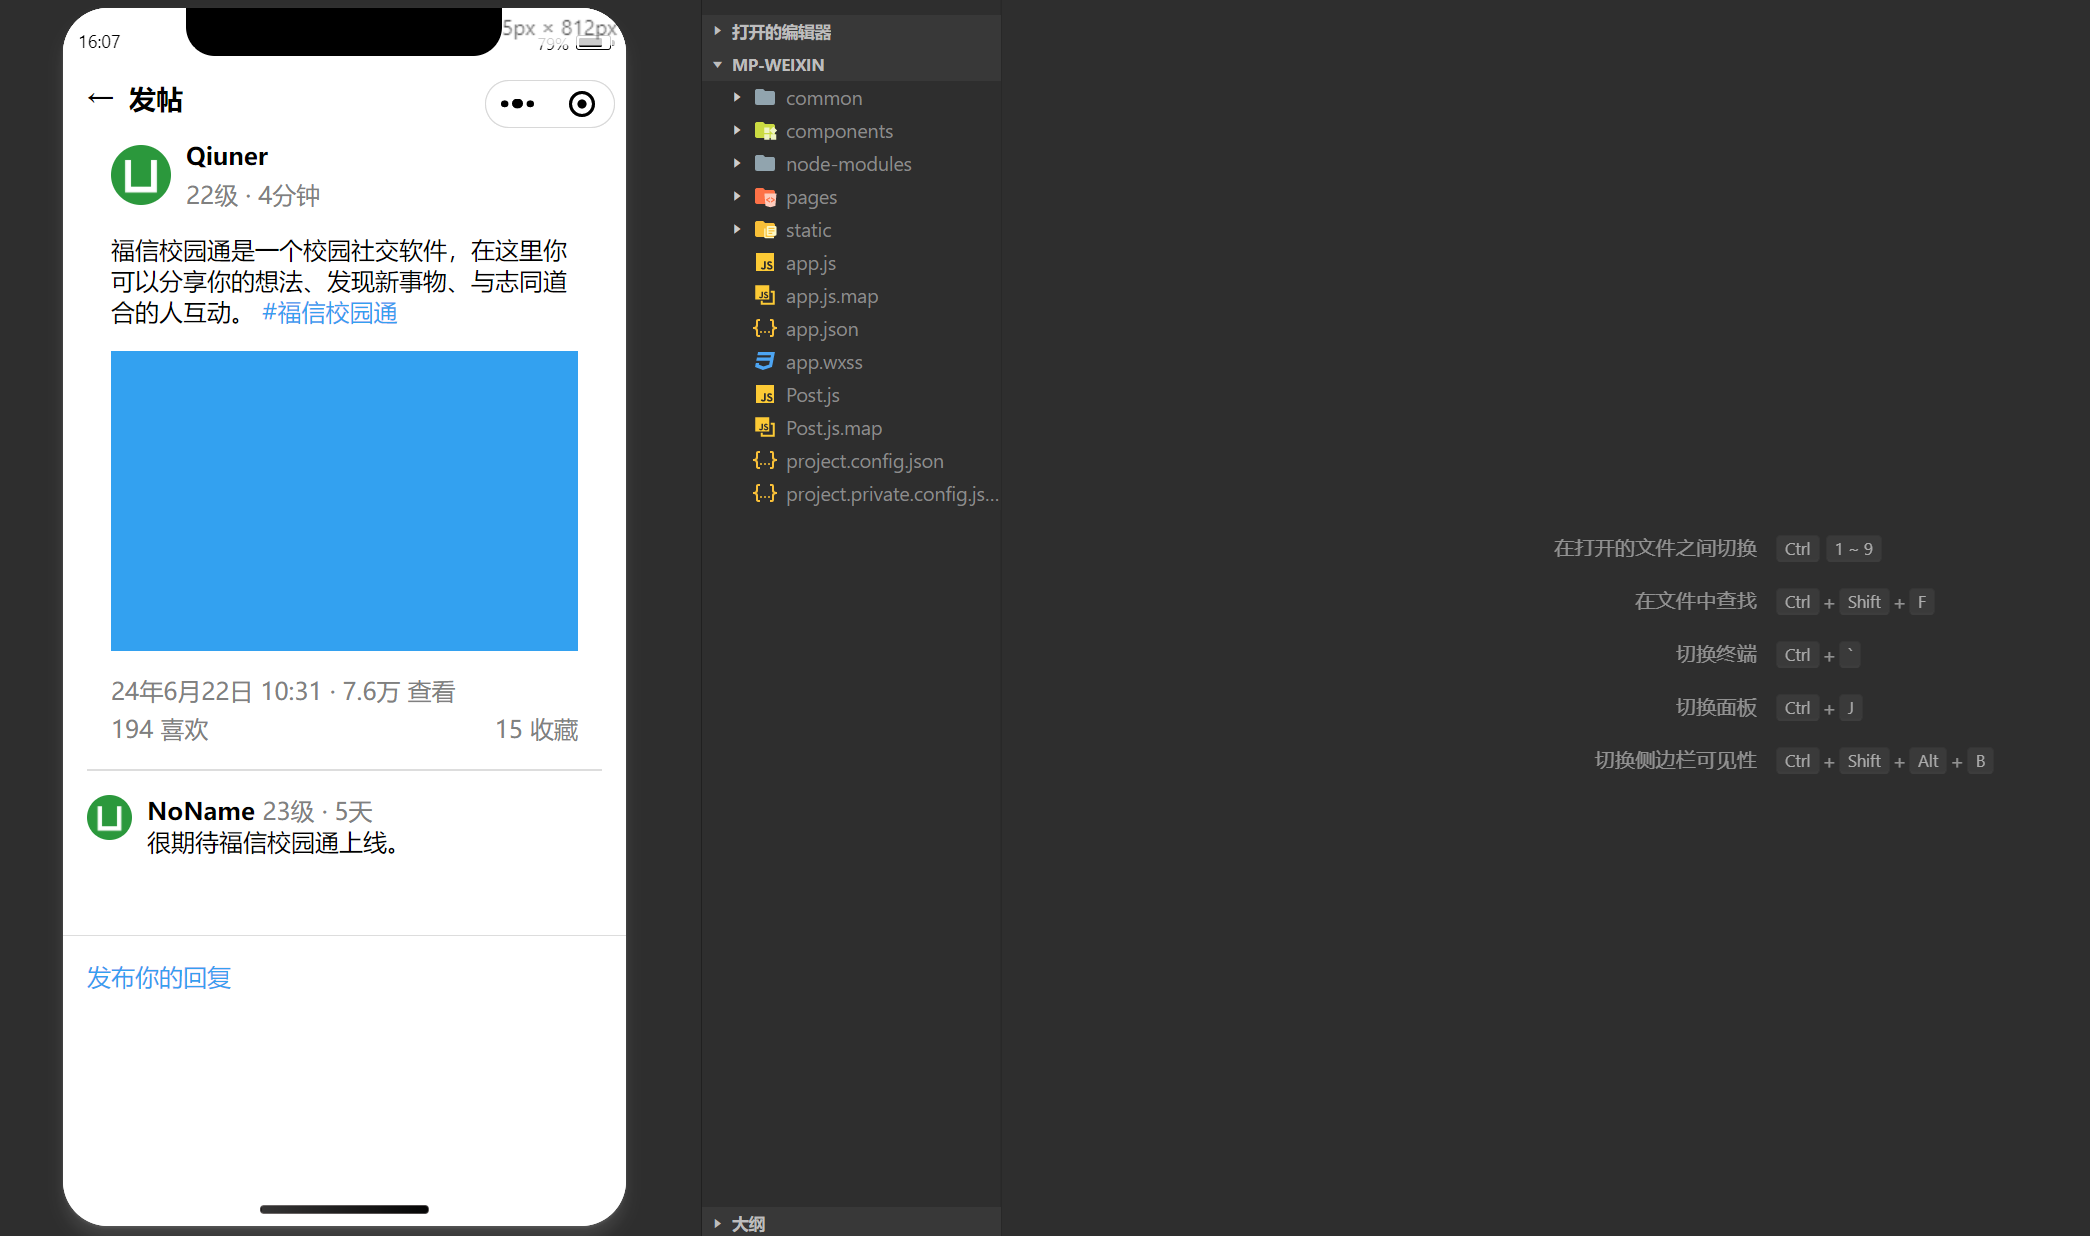 5px × 812px
16:07
79%
← 发帖
Qiuner
22级 · 4分钟
福信校园通是一个校园社交软件，在这里你
可以分享你的想法、发现新事物、与志同道
合的人互动。 #福信校园通
24年6月22日 10:31 · 7.6万 查看
194 喜欢
15 收藏
NoName 23级 · 5天
很期待福信校园通上线。
发布你的回复
打开的编辑器
MP-WEIXIN
common
components
node-modules
pages
static
app.js
app.js.map
app.json
app.wxss
Post.js
Post.js.map
project.config.json
project.private.config.js...
大纲
在打开的文件之间切换 Ctrl 1 ~ 9
在文件中查找 Ctrl + Shift + F
切换终端 Ctrl + `
切换面板 Ctrl + J
切换侧边栏可见性 Ctrl + Shift + Alt + B